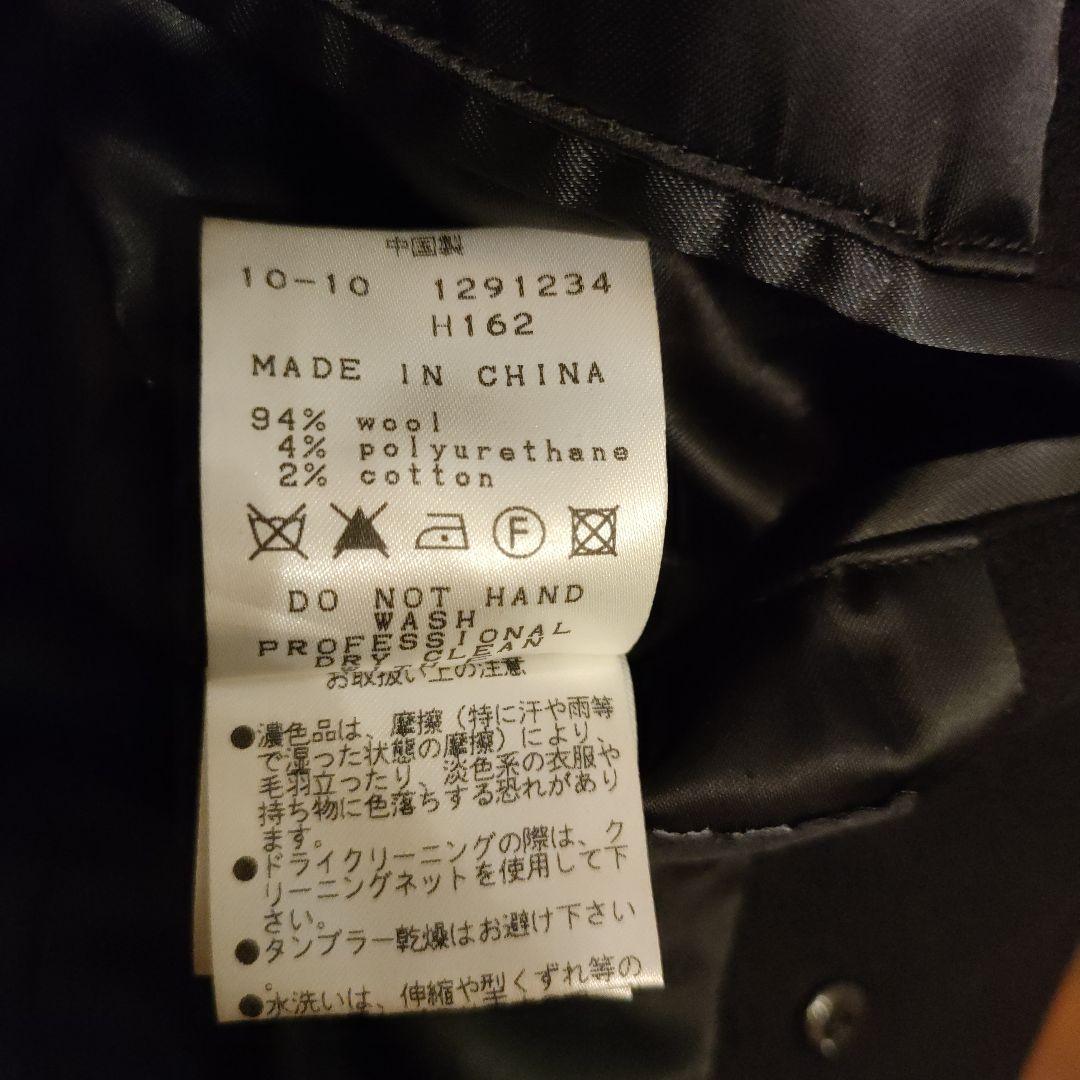 中国製
10-10 1291234
H162
MADE IN CHINA
94% wool
4% polyurethane
2% cotton
F
DO NOT HAND
WASH
PROFESSIONAL
DRY CLEAN
お取扱い上の注意
●濃色品は、摩擦(特に汗や雨等
で湿った状態の摩擦)により、
毛羽立ったり、淡色系の衣服や
持ち物に色落ちする恐れがあり
ます。
●ドライクリーニングの際は、ク
リーニングネットを使用して下
さい。
●タンブラー乾燥はお避け下さい
。
●水洗いは、伸縮や型くずれ等の